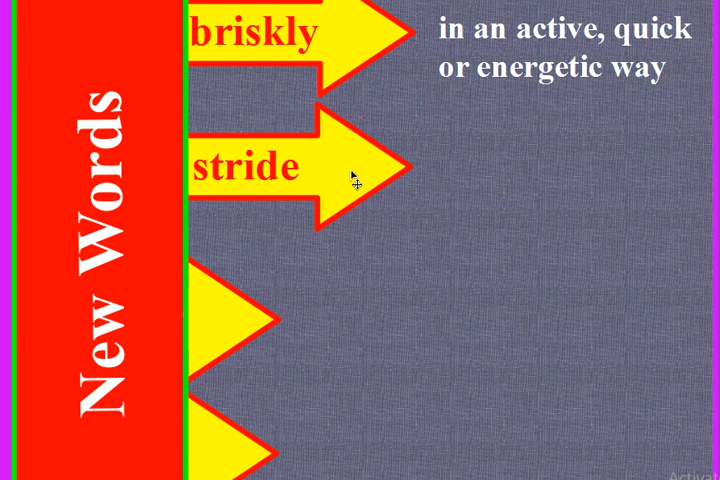 New Words
briskly
in an active, quick
or energetic way
stride